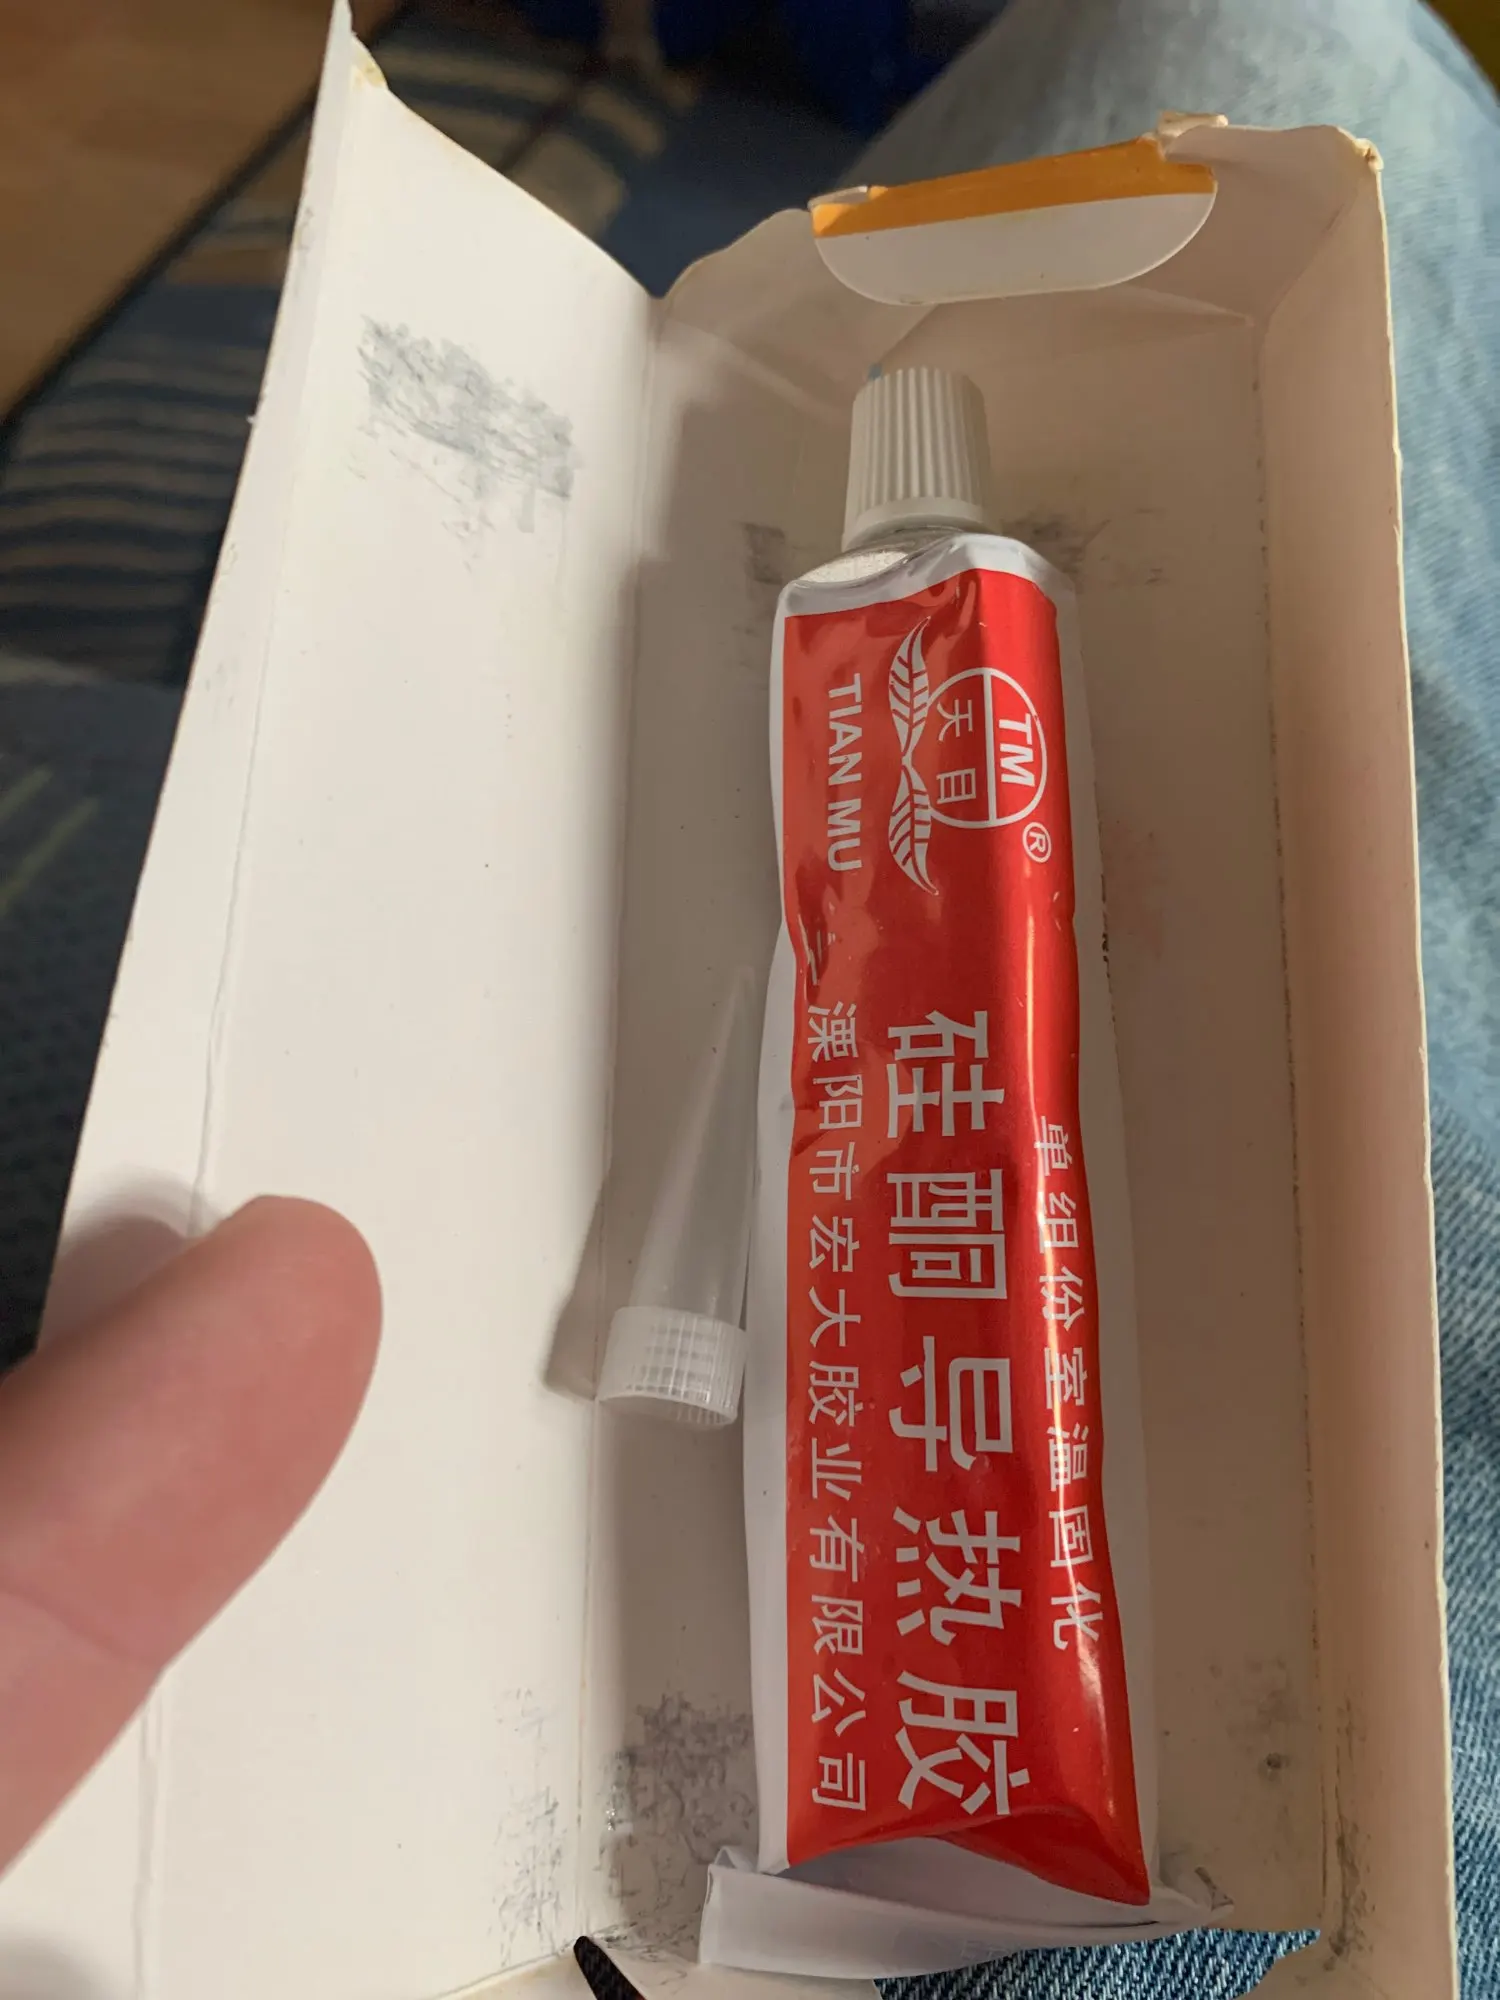 TM
®
天目
TIAN MU
单组份室温固化
硅酮导热胶
溧阳市宏大胶业有限公司